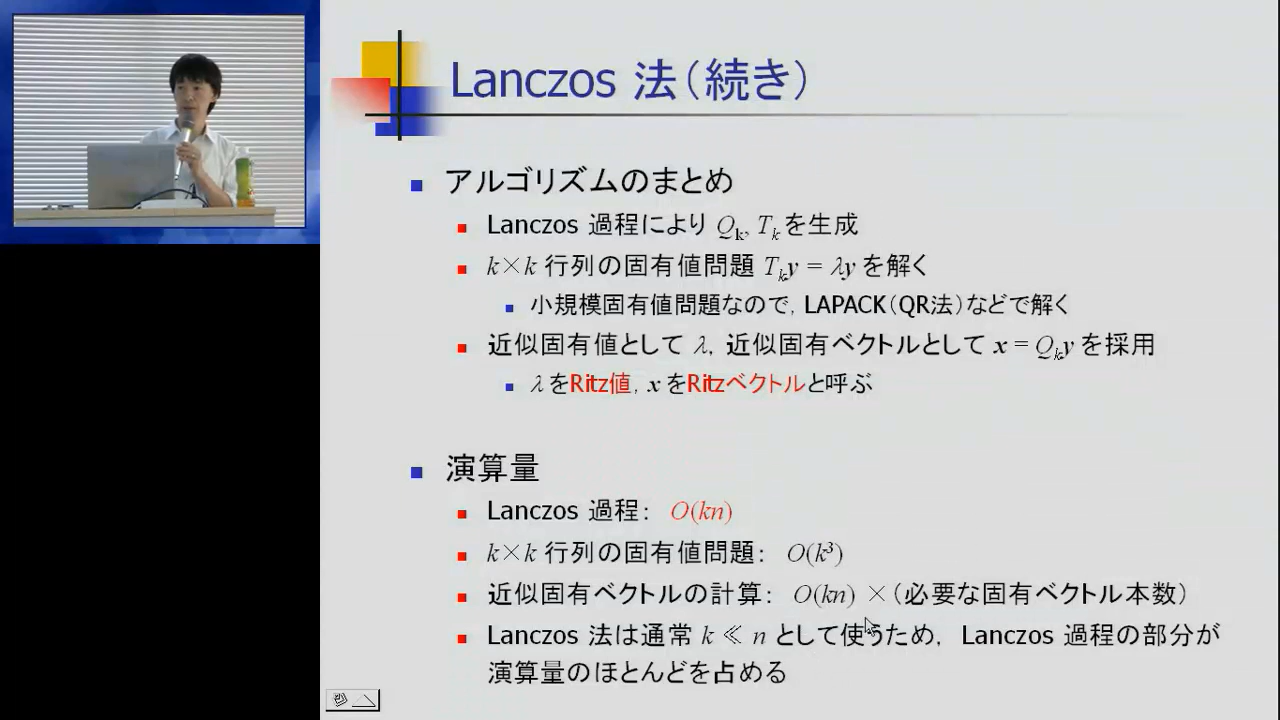 Lanczos 法（続き）
アルゴリズムのまとめ
Lanczos 過程により Qk, Tk を生成
k×k 行列の固有値問題 Tky = λy を解く
小規模固有値問題なので，LAPACK（QR法）などで解く
近似固有値として λ，近似固有ベクトルとして x = Qky を採用
λ をRitz値，x をRitzベクトルと呼ぶ
演算量
Lanczos 過程： O(kn)
k×k 行列の固有値問題： O(k³)
近似固有ベクトルの計算： O(kn) ×（必要な固有ベクトル本数）
Lanczos 法は通常 k ≪ n として使うため， Lanczos 過程の部分が
演算量のほとんどを占める